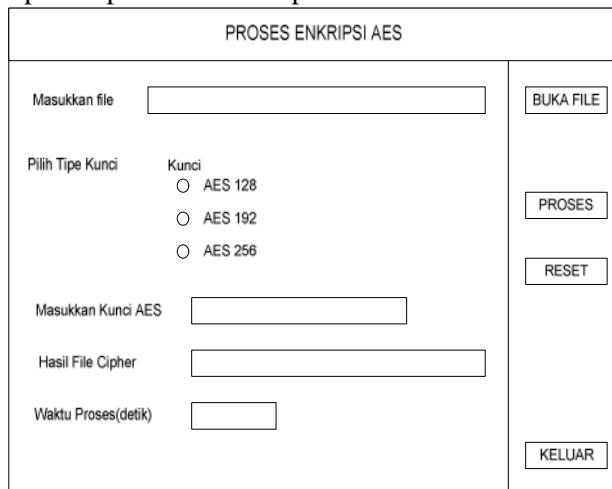 PROSES ENKRIPSI AES
Masukkan file
BUKA FILE
Pilih Tipe Kunci
Kunci
AES 128
AES 192
AES 256
PROSES
RESET
Masukkan Kunci AES
Hasil File Cipher
Waktu Proses(detik)
KELUAR